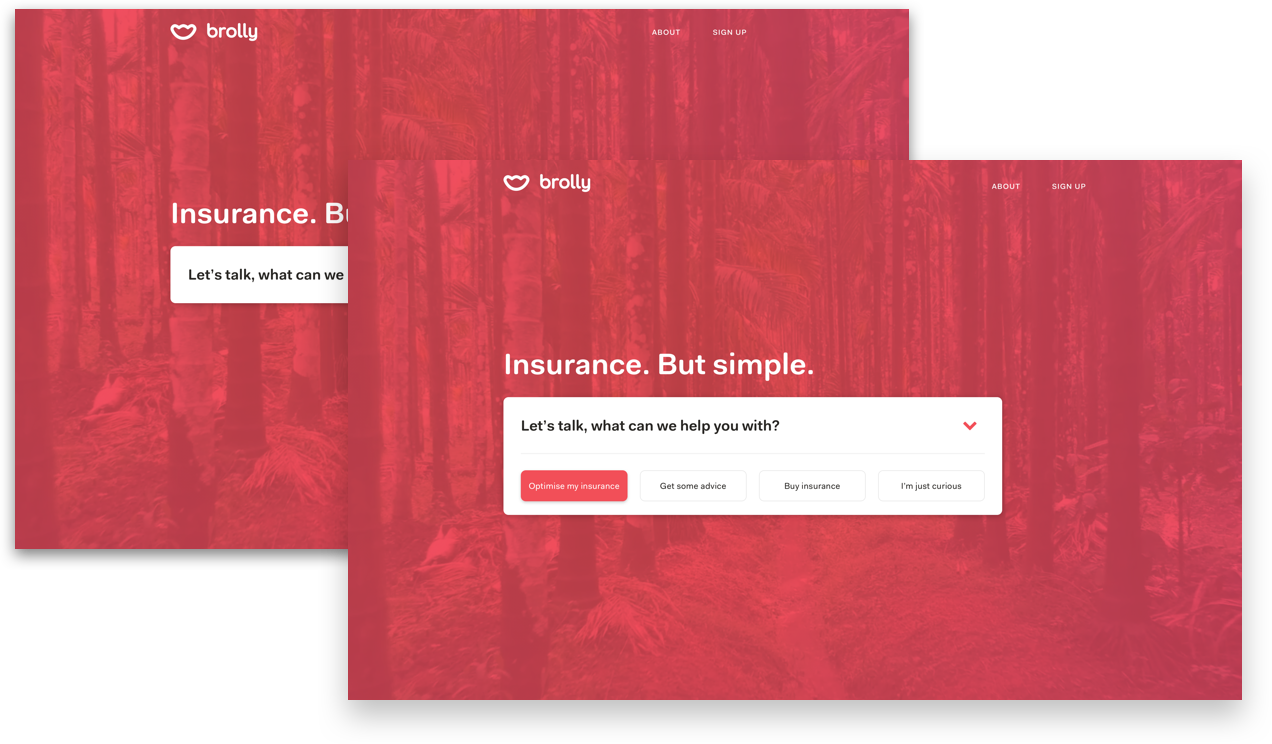 brolly
ABOUT SIGN UP
Insurance. Bu
Let's talk, what can we
brolly
ABOUT SIGN UP
Insurance. But simple.
Let's talk, what can we help you with?
Optimise my insurance Get some advice Buy insurance I'm just curious